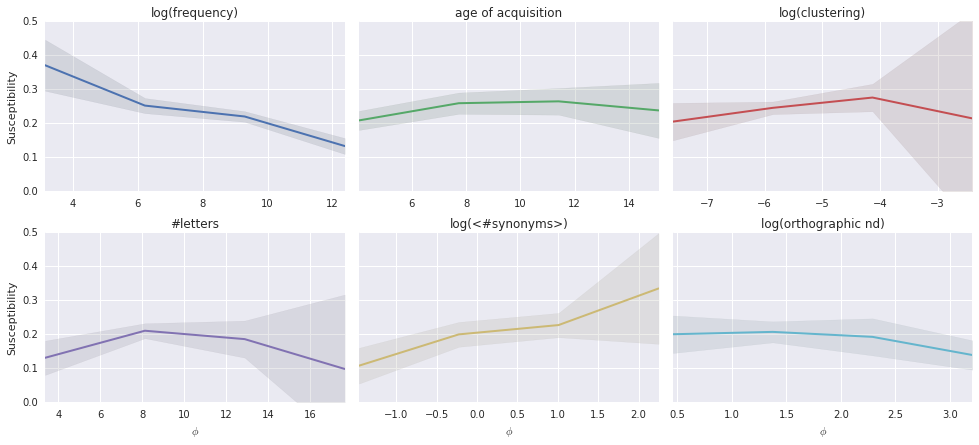 log(frequency)
age of acquisition
log(clustering)
0.5
0.4
0.3
0.2
0.1
0.0
Susceptibility
4 6 8 10 12
6 8 10 12 14
−7 −6 −5 −4 −3
#letters
log(<#synonyms>)
log(orthographic nd)
0.5
0.4
0.3
0.2
0.1
0.0
Susceptibility
4 6 8 10 12 14 16
−1.0 −0.5 0.0 0.5 1.0 1.5 2.0
0.5 1.0 1.5 2.0 2.5 3.0
ϕ
ϕ
ϕ